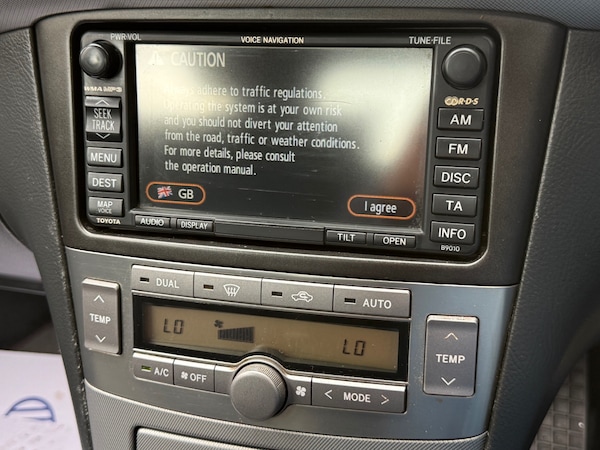 PWR·VOL
VOICE NAVIGATION
TUNE·FILE
CAUTION
adhere to traffic regulations.
Operating the system is at your own risk
and you should not divert your attention
from the road, traffic or weather conditions.
For more details, please consult
the operation manual.
GB
I agree
WMA MP3
SEEK
TRACK
MENU
DEST
MAP
VOICE
TOYOTA
R·D·S
AM
FM
DISC
TA
INFO
B9010
AUDIO
DISPLAY
TILT
OPEN
DUAL
AUTO
TEMP
LO
LO
TEMP
A/C
OFF
< MODE >